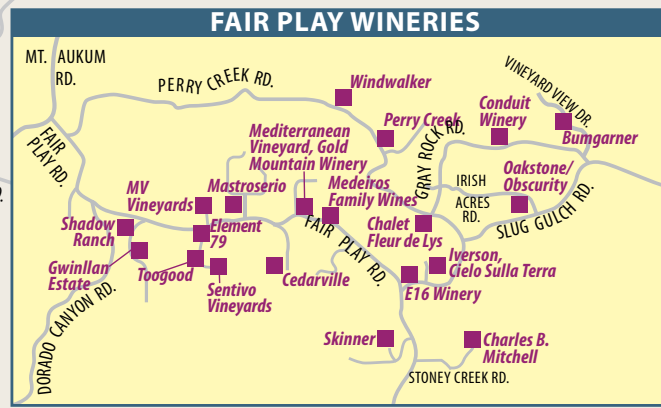 FAIR PLAY WINERIES
MT. AUKUM
RD.
PERRY CREEK RD.
Windwalker
VINEYARD VIEW DR.
Conduit
Winery
Bumgarner
Perry Creek
GRAY ROCK RD.
Mediterranean
Vineyard, Gold
Mountain Winery
FAIR
PLAY RD.
MV
Vineyards
Mastroserio
Medeiros
Family Wines
IRISH
ACRES
RD.
Oakstone/
Obscurity
SLUG GULCH RD.
Shadow
Ranch
Element
79
FAIR PLAY RD.
Chalet
Fleur de Lys
Gwinllan
Estate
Toogood
Sentivo
Vineyards
Cedarville
Iverson,
Cielo Sulla Terra
E16 Winery
DORADO CANYON RD.
Skinner
Charles B.
Mitchell
STONEY CREEK RD.